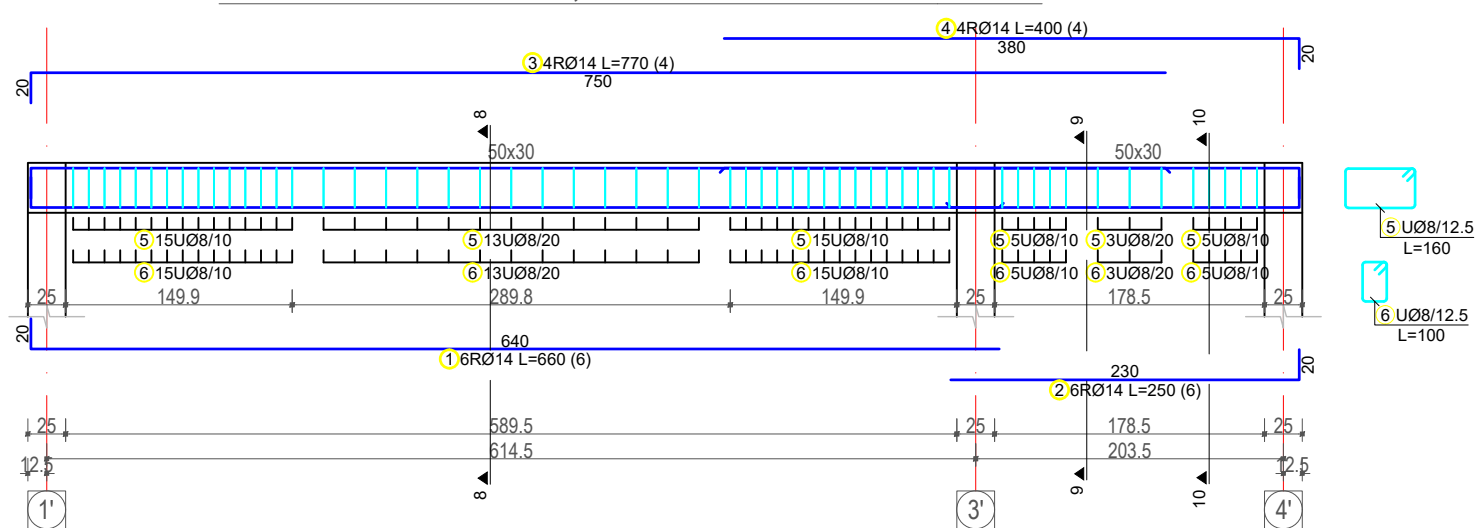 4 4RØ14 L=400 (4)
380
20
3 4RØ14 L=770 (4)
750
20
8
9
10
50x30
50x30
5 15UØ8/10
5 13UØ8/20
5 15UØ8/10
5 5UØ8/10
5 3UØ8/20
5 5UØ8/10
6 15UØ8/10
6 13UØ8/20
6 15UØ8/10
6 5UØ8/10
6 3UØ8/20
6 5UØ8/10
5 UØ8/12.5
L=160
6 UØ8/12.5
L=100
25
149.9
289.8
149.9
25
178.5
25
20
640
1 6RØ14 L=660 (6)
230
2 6RØ14 L=250 (6)
20
25
589.5
25
178.5
25
614.5
203.5
12.5
12.5
8
9
10
1'
3'
4'